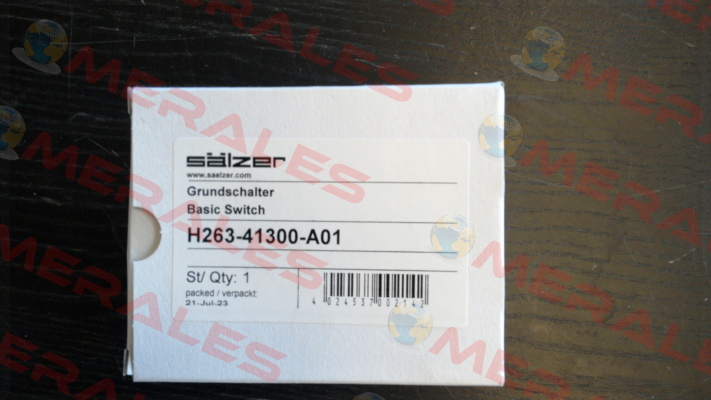 sälzer
www.saelzer.com
Grundschalter
Basic Switch
H263-41300-A01
St/ Qty: 1
packed / verpackt:
21-Jul-23
4 024537 002142
MERALES
MERALES
MERALES
MERALES
MERALES
MERALES